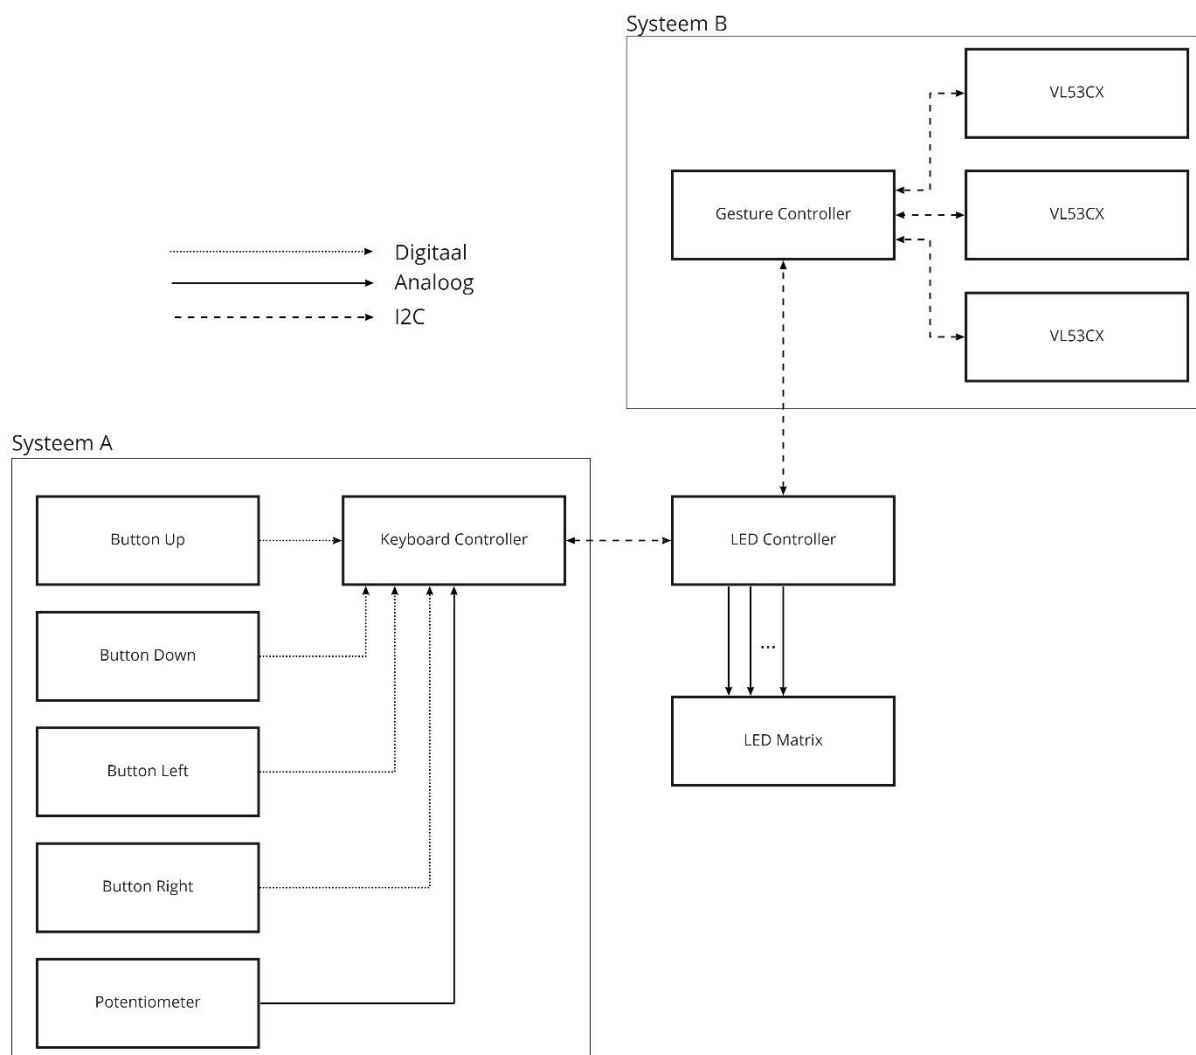 Systeem B
VL53CX
Gesture Controller
VL53CX
VL53CX
Digitaal
Analoog
I2C
Systeem A
Button Up
Keyboard Controller
LED Controller
Button Down
...
Button Left
LED Matrix
Button Right
Potentiometer